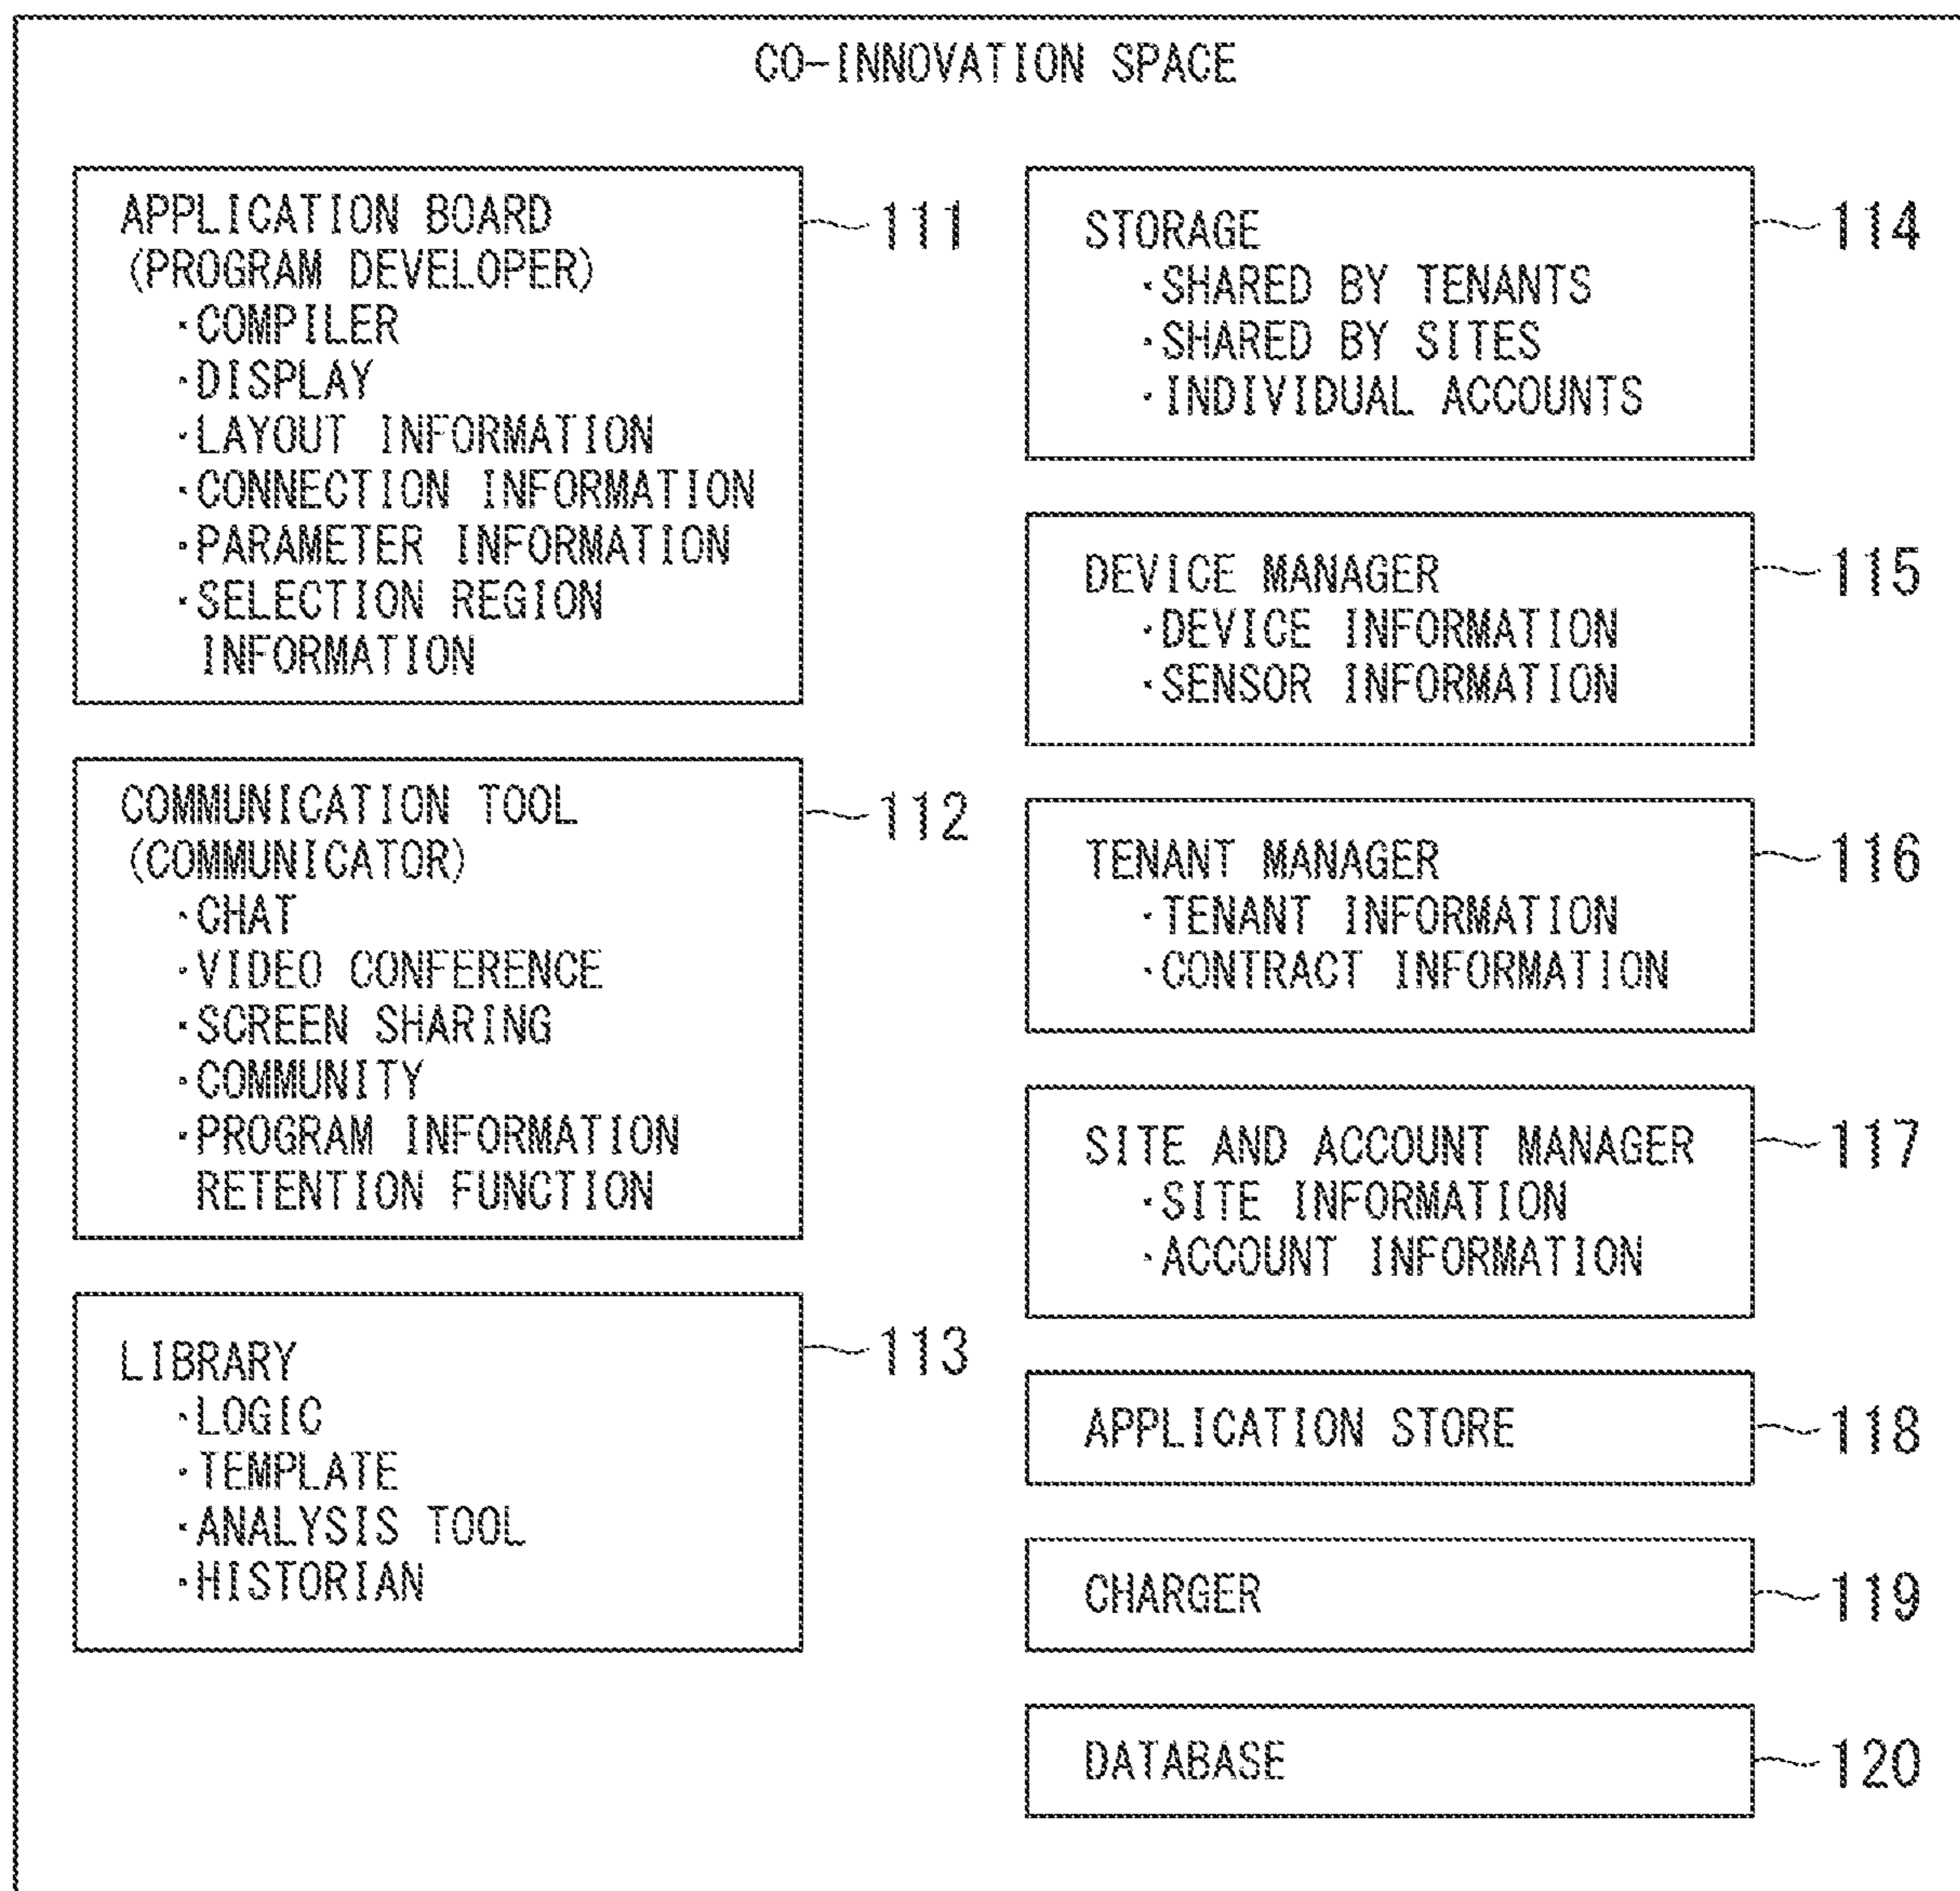 CO-INNOVATION SPACE
APPLICATION BOARD
(PROGRAM DEVELOPER)
・COMPILER
・DISPLAY
・LAYOUT INFORMATION
・CONNECTION INFORMATION
・PARAMETER INFORMATION
・SELECTION REGION
INFORMATION
111
COMMUNICATION TOOL
(COMMUNICATOR)
・CHAT
・VIDEO CONFERENCE
・SCREEN SHARING
・COMMUNITY
・PROGRAM INFORMATION
RETENTION FUNCTION
112
LIBRARY
・LOGIC
・TEMPLATE
・ANALYSIS TOOL
・HISTORIAN
113
STORAGE
・SHARED BY TENANTS
・SHARED BY SITES
・INDIVIDUAL ACCOUNTS
114
DEVICE MANAGER
・DEVICE INFORMATION
・SENSOR INFORMATION
115
TENANT MANAGER
・TENANT INFORMATION
・CONTRACT INFORMATION
116
SITE AND ACCOUNT MANAGER
・SITE INFORMATION
・ACCOUNT INFORMATION
117
APPLICATION STORE
118
CHARGER
119
DATABASE
120